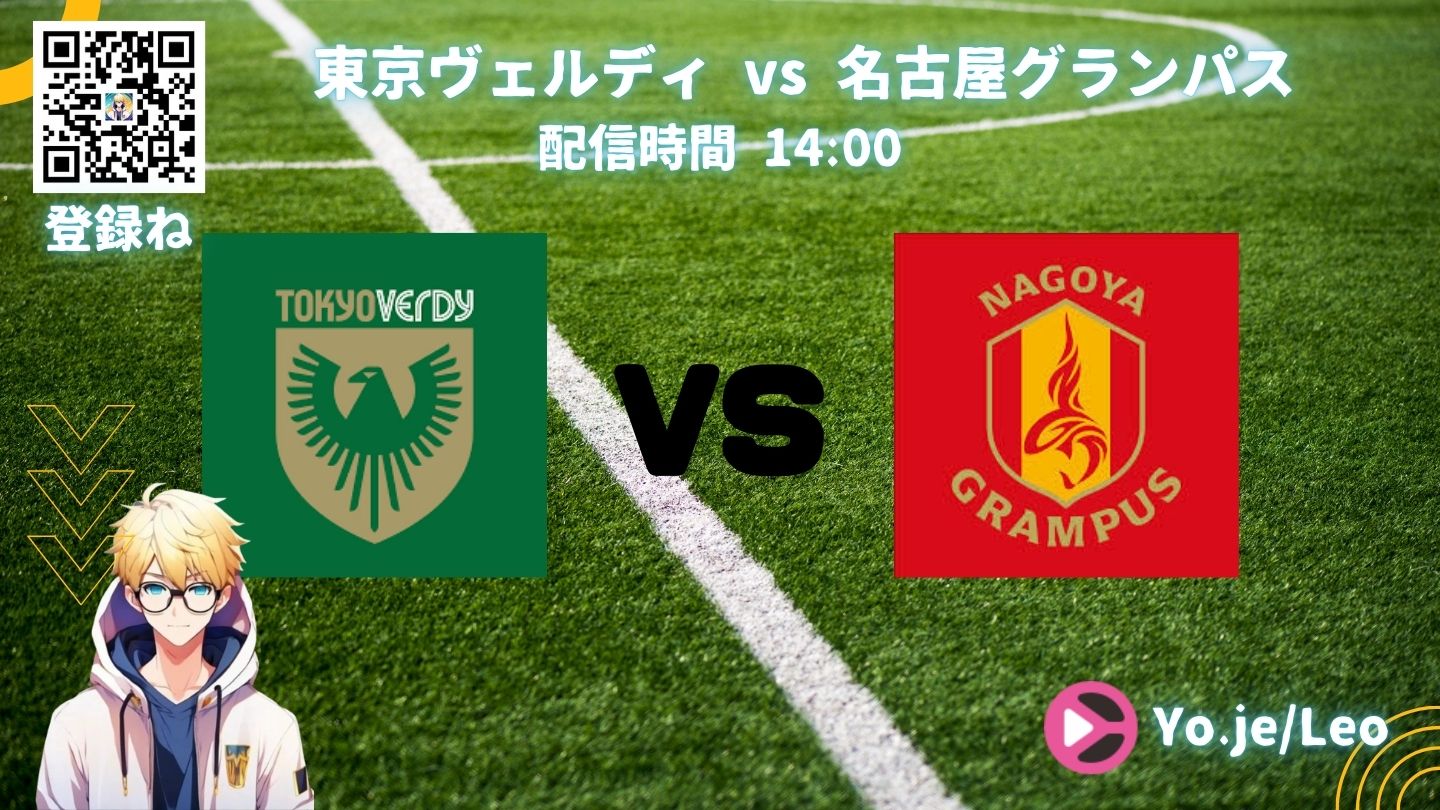 東京ヴェルディ vs 名古屋グランパス
配信時間 14:00
登録ね
TOKYO VERDY
NAGOYA
GRAMPUS
VS
Yo.je/Leo